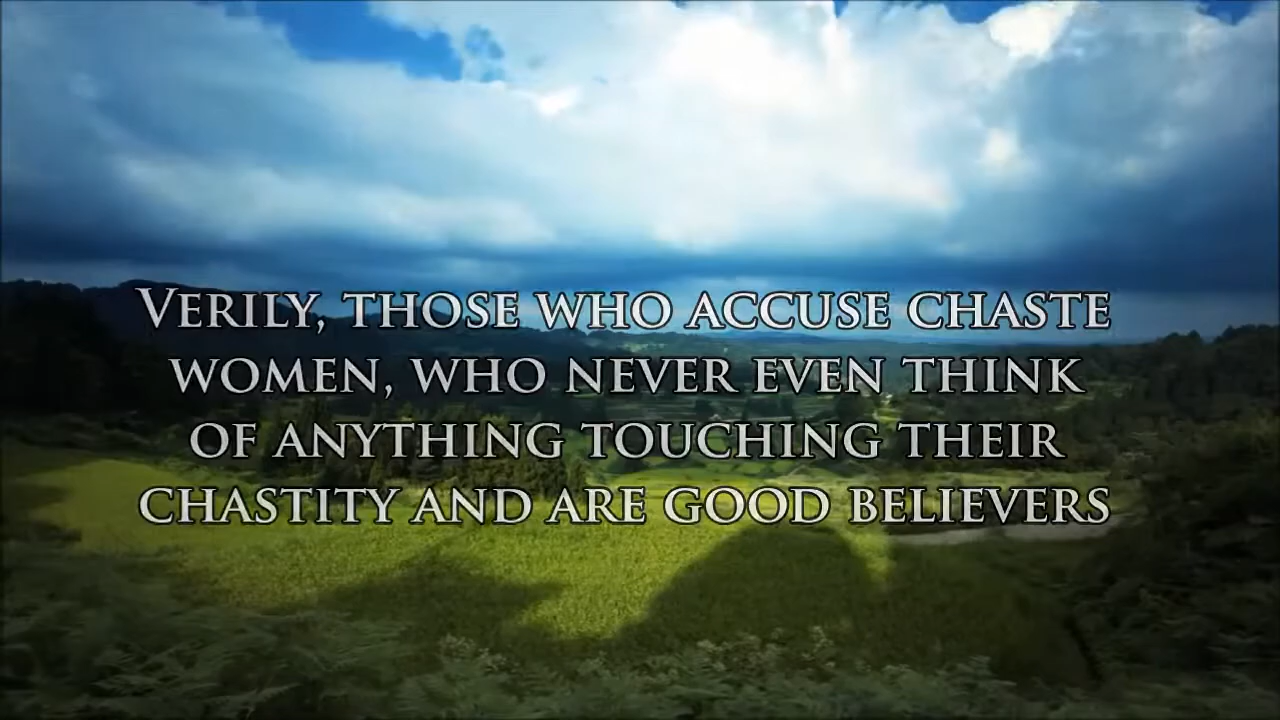 Verily, those who accuse chaste
women, who never even think
of anything touching their
chastity and are good believers